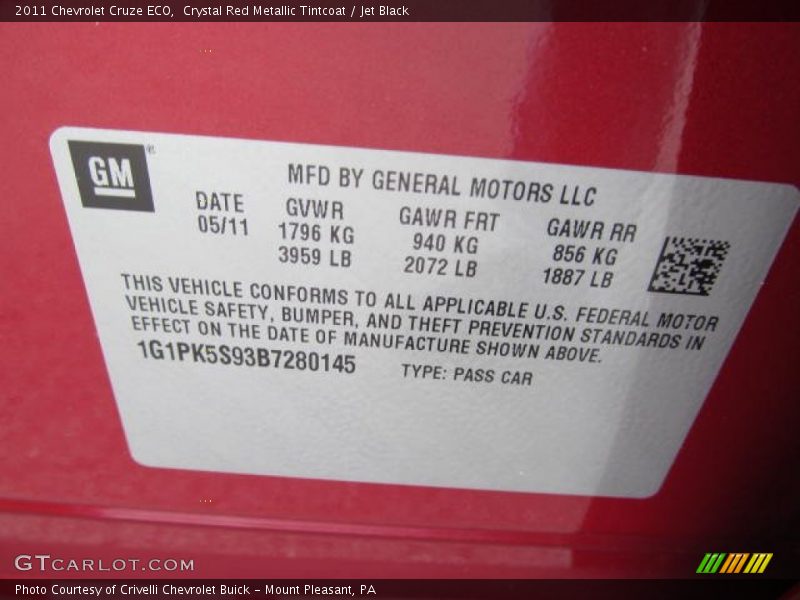 2011 Chevrolet Cruze ECO,  Crystal Red Metallic Tintcoat / Jet Black
GM®
MFD BY GENERAL MOTORS LLC
DATE GVWR GAWR FRT GAWR RR
05/11 1796 KG 940 KG 856 KG
3959 LB 2072 LB 1887 LB
THIS VEHICLE CONFORMS TO ALL APPLICABLE U.S. FEDERAL MOTOR
VEHICLE SAFETY, BUMPER, AND THEFT PREVENTION STANDARDS IN
EFFECT ON THE DATE OF MANUFACTURE SHOWN ABOVE.
1G1PK5S93B7280145 TYPE: PASS CAR
GTCARLOT.COM
Photo Courtesy of Crivelli Chevrolet Buick - Mount Pleasant, PA